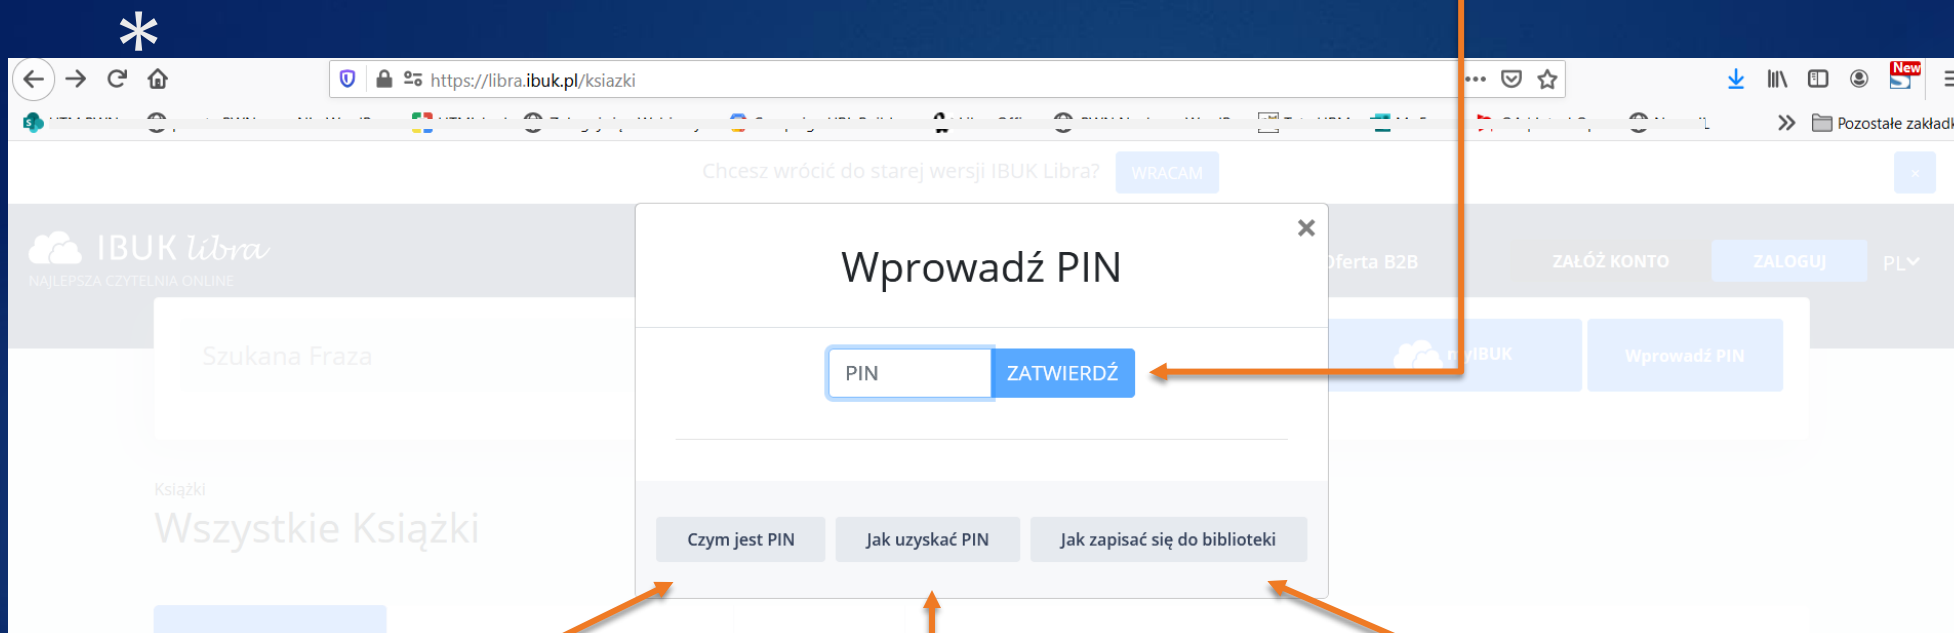 *
https://libra.ibuk.pl/ksiazki
New
Pozostałe zakładk
Chcesz wrócić do starej wersji IBUK Libra? WRACAM ×
IBUK libra
NAJLEPSZA CZYTELNIA ONLINE
Oferta B2B ZAŁÓŻ KONTO ZALOGUJ PL
Wprowadź PIN
Szukana Fraza
myIBUK Wprowadź PIN
PIN ZATWIERDŹ
Książki
Wszystkie Książki
Czym jest PIN Jak uzyskać PIN Jak zapisać się do biblioteki